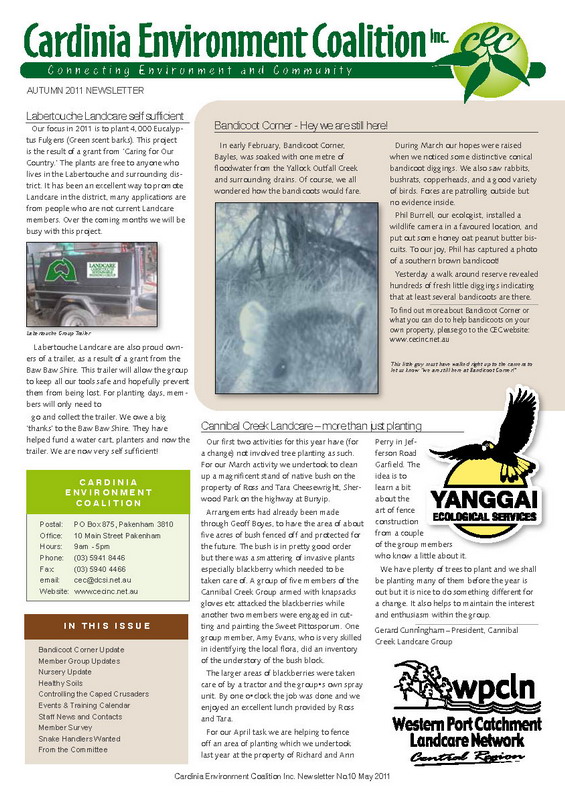 Cardinia Environment Coalition Inc.
cec
Connecting Environment and Community
AUTUMN 2011 NEWSLETTER
Labertouche Landcare self sufficient
Our focus in 2011 is to plant 4,000 Eucalyp-
tus Fulgens (Green scent barks). This project
is the result of a grant from 'Caring for Our
Country.' The plants are free to anyone who
lives in the Labertouche and surrounding dis-
trict. It has been an excellent way to promote
Landcare in the district, many applications are
from people who are not current Landcare
members. Over the coming months we will be
busy with this project.
LANDCARE
Labertouche Group Trailer
Labertouche Landcare are also proud own-
ers of a trailer, as a result of a grant from the
Baw Baw Shire. This trailer will allow the group
to keep all our tools safe and hopefully prevent
them from being lost. For planting days, mem-
bers will only need to
go and collect the trailer. We owe a big
'thanks' to the Baw Baw Shire. They have
helped fund a water cart, planters and now the
trailer. We are now very self sufficient!
CARDINIA
ENVIRONMENT
COALITION
Postal: P O Box 875, Pakenham 3810
Office: 10 Main Street Pakenham
Hours: 9am - 5pm
Phone: (03) 5941 8446
Fax: (03) 5940 4466
email: cec@dcsi.net.au
Website: www.cecinc.net.au
IN THIS ISSUE
Bandicoot Corner Update
Member Group Updates
Nursery Update
Healthy Soils
Controlling the Caped Crusaders
Events & Training Calendar
Staff News and Contacts
Member Survey
Snake Handlers Wanted
From the Committee
Bandicoot Corner - Hey we are still here!
In early February, Bandicoot Corner,
Bayles, was soaked with one metre of
floodwater from the Yallock Outfall Creek
and surrounding drains. Of course, we all
wondered how the bandicoots would fare.
During March our hopes were raised
when we noticed some distinctive conical
bandicoot diggings. We also saw rabbits,
bushrats, copperheads, and a good variety
of birds. Foxes are patrolling outside but
no evidence inside.
Phil Burrell, our ecologist, installed a
wildlife camera in a favoured location, and
put out some honey oat peanut butter bis-
cuits. To our joy, Phil has captured a photo
of a southern brown bandicoot!
Yesterday a walk around reserve revealed
hundreds of fresh little diggings indicating
that at least several bandicoots are there.
To find out more about Bandicoot Corner or
what you can do to help bandicoots on your
own property, please go to the CEC website:
www.cecinc.net.au
This little guy must have walked right up to the camera to
let us know "we are still here at Bandicoot Corner!"
Cannibal Creek Landcare – more than just planting
Our first two activities for this year have (for
a change) not involved tree planting as such.
For our March activity we undertook to clean
up a magnificent stand of native bush on the
property of Ross and Tara Cheesewright, Sher-
wood Park on the highway at Bunyip.
Arrangements had already been made
through Geoff Boyes, to have the area of about
five acres of bush fenced off and protected for
the future. The bush is in pretty good order
but there was a smattering of invasive plants
especially blackberry which needed to be
taken care of. A group of five members of the
Cannibal Creek Group armed with knapsacks
gloves etc attacked the blackberries while
another two members were engaged in cut-
ting and painting the Sweet Pittosporum. One
group member, Amy Evans, who is very skilled
in identifying the local flora, did an inventory
of the understory of the bush block.
The larger areas of blackberries were taken
care of by a tractor and the group•s own spray
unit. By one o•clock the job was done and we
enjoyed an excellent lunch provided by Ross
and Tara.
For our April task we are helping to fence
off an area of planting which we undertook
last year at the property of Richard and Ann
Perry in Jef-
ferson Road
Garfield. The
idea is to
learn a bit
about the
art of fence
construction
from a couple
of the group members
who know a little about it.
We have plenty of trees to plant and we shall
be planting many of them before the year is
out but it is nice to do something different for
a change. It also helps to maintain the interest
and enthusiasm within the group.
Gerard Cunningham – President, Cannibal
Creek Landcare Group
YANGGAI
ECOLOGICAL SERVICES
wpcln
Western Port Catchment
Landcare Network
Central Region
Cardinia Environment Coalition Inc. Newsletter No.10 May 2011